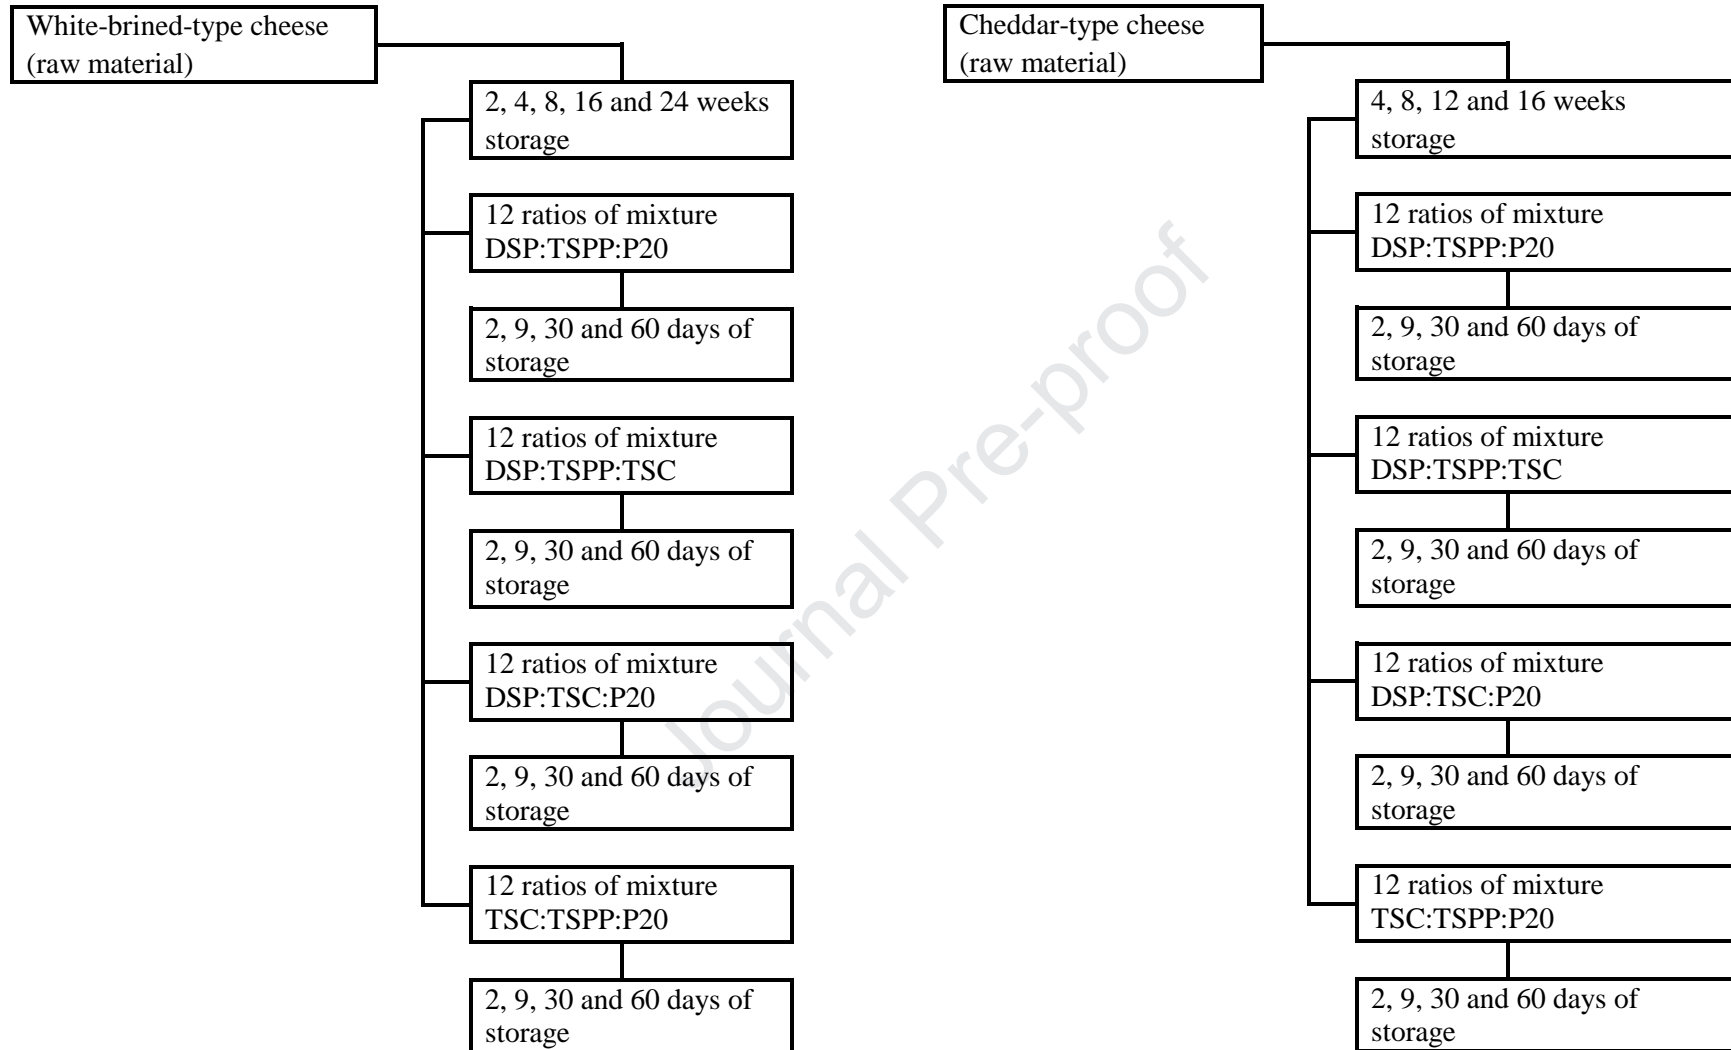 White-brined-type cheese
(raw material)
2, 4, 8, 16 and 24 weeks
storage
12 ratios of mixture
DSP:TSPP:P20
2, 9, 30 and 60 days of
storage
12 ratios of mixture
DSP:TSPP:TSC
2, 9, 30 and 60 days of
storage
12 ratios of mixture
DSP:TSC:P20
2, 9, 30 and 60 days of
storage
12 ratios of mixture
TSC:TSPP:P20
2, 9, 30 and 60 days of
storage
Cheddar-type cheese
(raw material)
4, 8, 12 and 16 weeks
storage
12 ratios of mixture
DSP:TSPP:P20
2, 9, 30 and 60 days of
storage
12 ratios of mixture
DSP:TSPP:TSC
2, 9, 30 and 60 days of
storage
12 ratios of mixture
DSP:TSC:P20
2, 9, 30 and 60 days of
storage
12 ratios of mixture
TSC:TSPP:P20
2, 9, 30 and 60 days of
storage
Journal Pre-proof